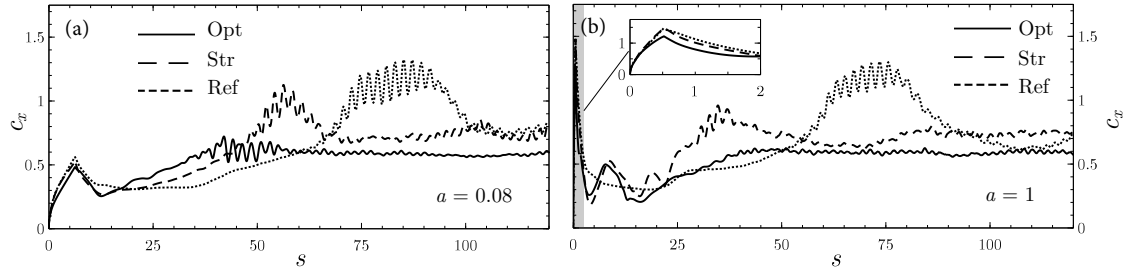 (a)
Opt
Str
Ref
1.5
1
0.5
0
c_x
a = 0.08
0 25 50 75 100
s
(b)
1
0
0 1 2
Opt
Str
Ref
1.5
1
0.5
0
c_x
a = 1
0 25 50 75 100
s